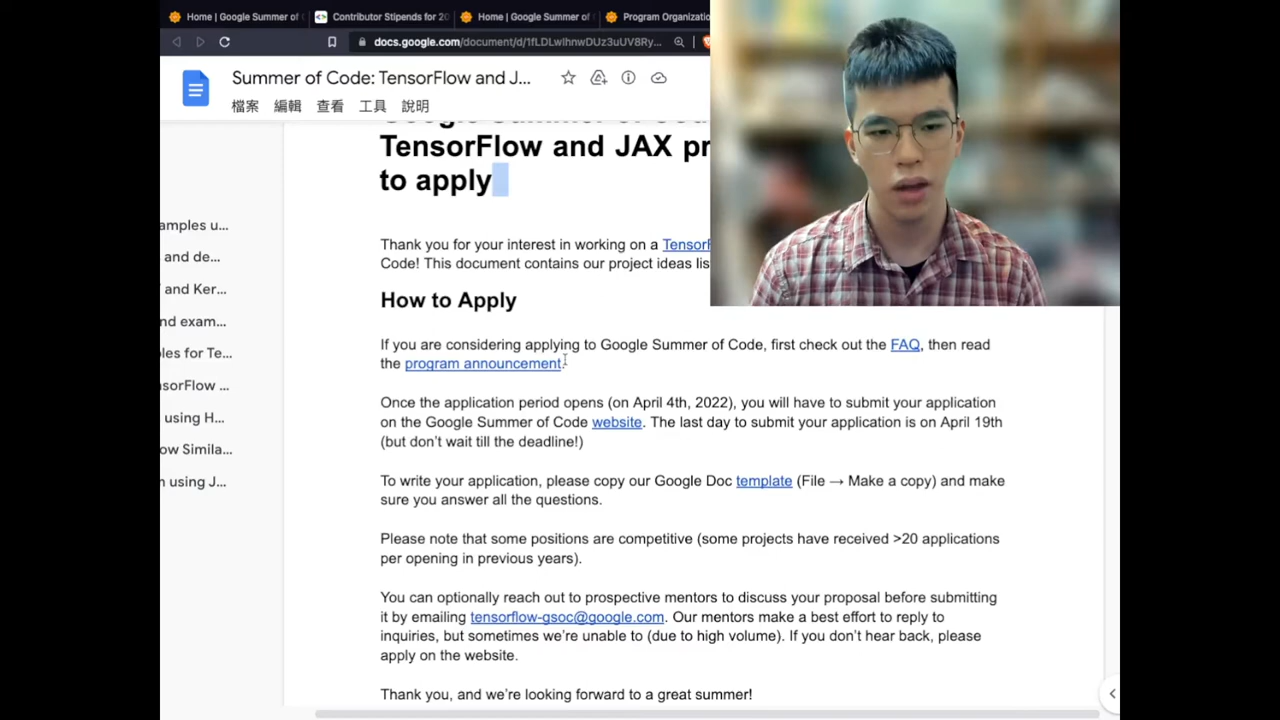 Home | Google Summer of
Contributor Stipends for 20
Home | Google Summer of
Program Organizatio
docs.google.com/document/d/1fLDLwIhnwDUz3uUV8Ry...
Summer of Code: TensorFlow and J...
檔案 編輯 查看 工具 說明
TensorFlow and JAX pr
to apply
amples u...
and de...
and Ker...
nd exam...
les for Te...
sorFlow ...
using H...
ow Simila...
n using J...
Thank you for your interest in working on a TensorF
Code! This document contains our project ideas lis
How to Apply
If you are considering applying to Google Summer of Code, first check out the FAQ, then read
the program announcement.
Once the application period opens (on April 4th, 2022), you will have to submit your application
on the Google Summer of Code website. The last day to submit your application is on April 19th
(but don't wait till the deadline!)
To write your application, please copy our Google Doc template (File → Make a copy) and make
sure you answer all the questions.
Please note that some positions are competitive (some projects have received >20 applications
per opening in previous years).
You can optionally reach out to prospective mentors to discuss your proposal before submitting
it by emailing tensorflow-gsoc@google.com. Our mentors make a best effort to reply to
inquiries, but sometimes we're unable to (due to high volume). If you don't hear back, please
apply on the website.
Thank you, and we're looking forward to a great summer!